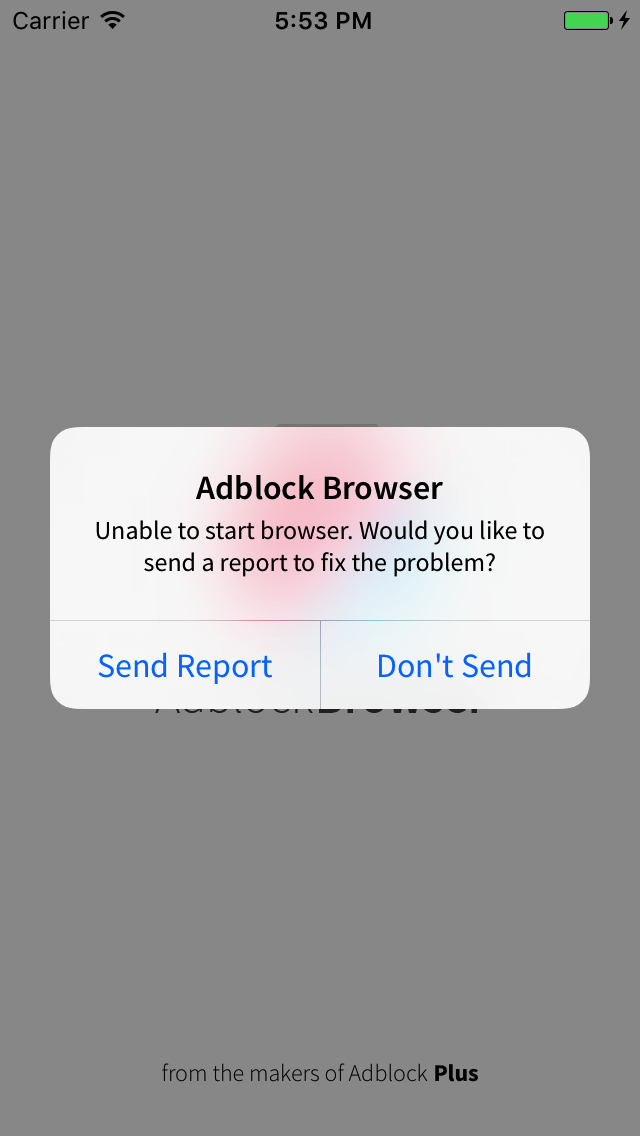 Carrier 5:53 PM
Adblock Browser
Unable to start browser. Would you like to
send a report to fix the problem?
Send Report Don't Send
from the makers of Adblock Plus